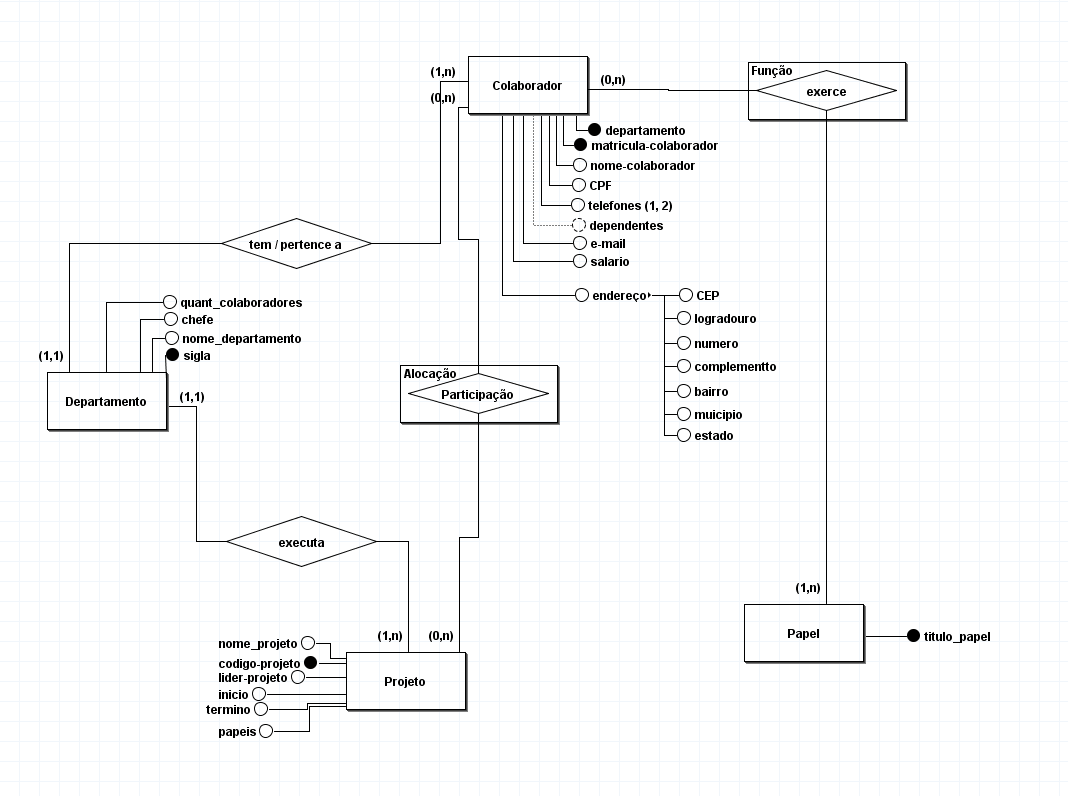 (1,n)
(0,n)
Colaborador
(0,n)
Função
exerce
departamento
matricula-colaborador
nome-colaborador
CPF
telefones (1, 2)
dependentes
e-mail
salario
endereço
CEP
logradouro
numero
complementto
bairro
muicipio
estado
tem / pertence a
quant_colaboradores
chefe
nome_departamento
sigla
(1,1)
Departamento
(1,1)
Alocação
Participação
executa
(1,n)
(0,n)
nome_projeto
codigo-projeto
lider-projeto
inicio
termino
papeis
Projeto
(1,n)
Papel
titulo_papel